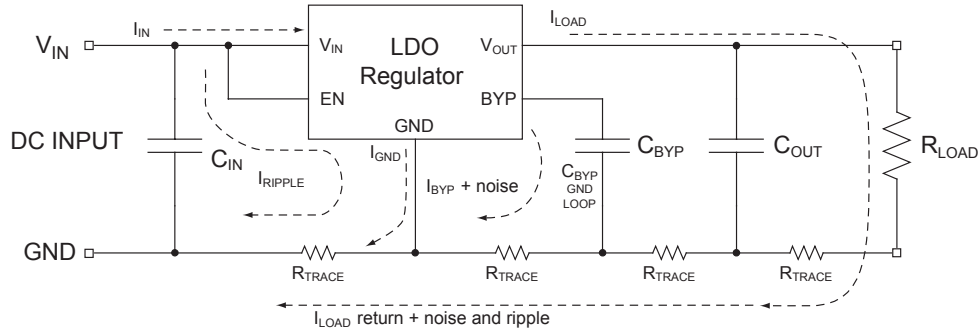 I_IN
I_LOAD
V_IN
V_IN
LDO
Regulator
V_OUT
EN
BYP
GND
DC INPUT
C_IN
I_RIPPLE
I_GND
I_BYP + noise
C_BYP
GND
LOOP
C_BYP
C_OUT
R_LOAD
GND
R_TRACE
R_TRACE
R_TRACE
R_TRACE
I_LOAD return + noise and ripple